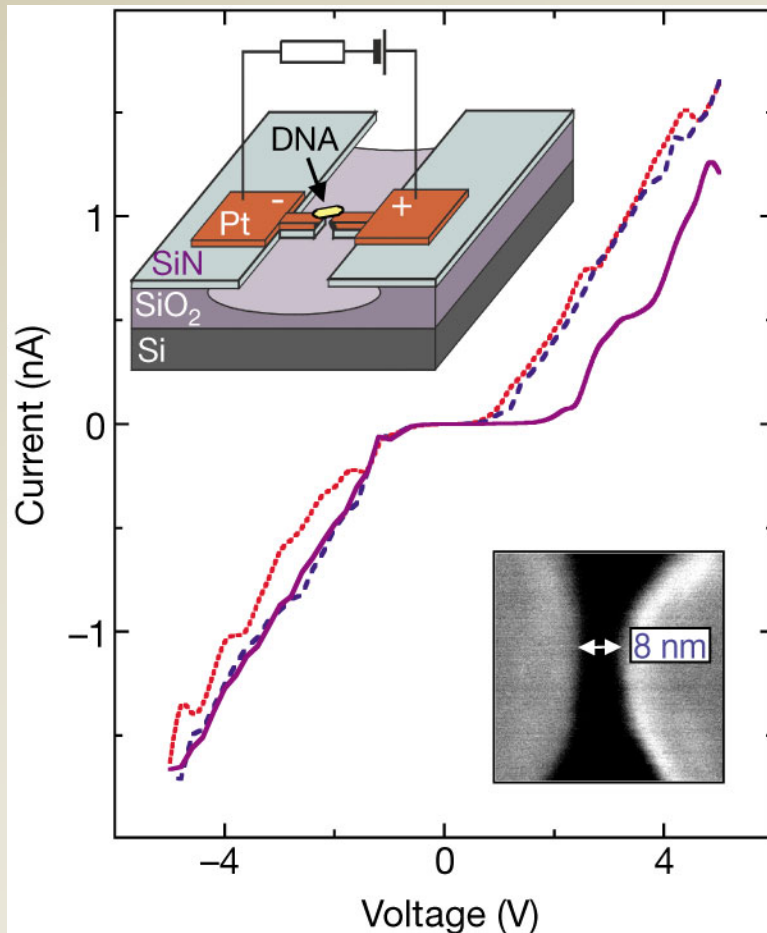 DNA
-
+
Pt
SiN
SiO₂
Si
8 nm
1
0
−1
−4
0
4
Current (nA)
Voltage (V)